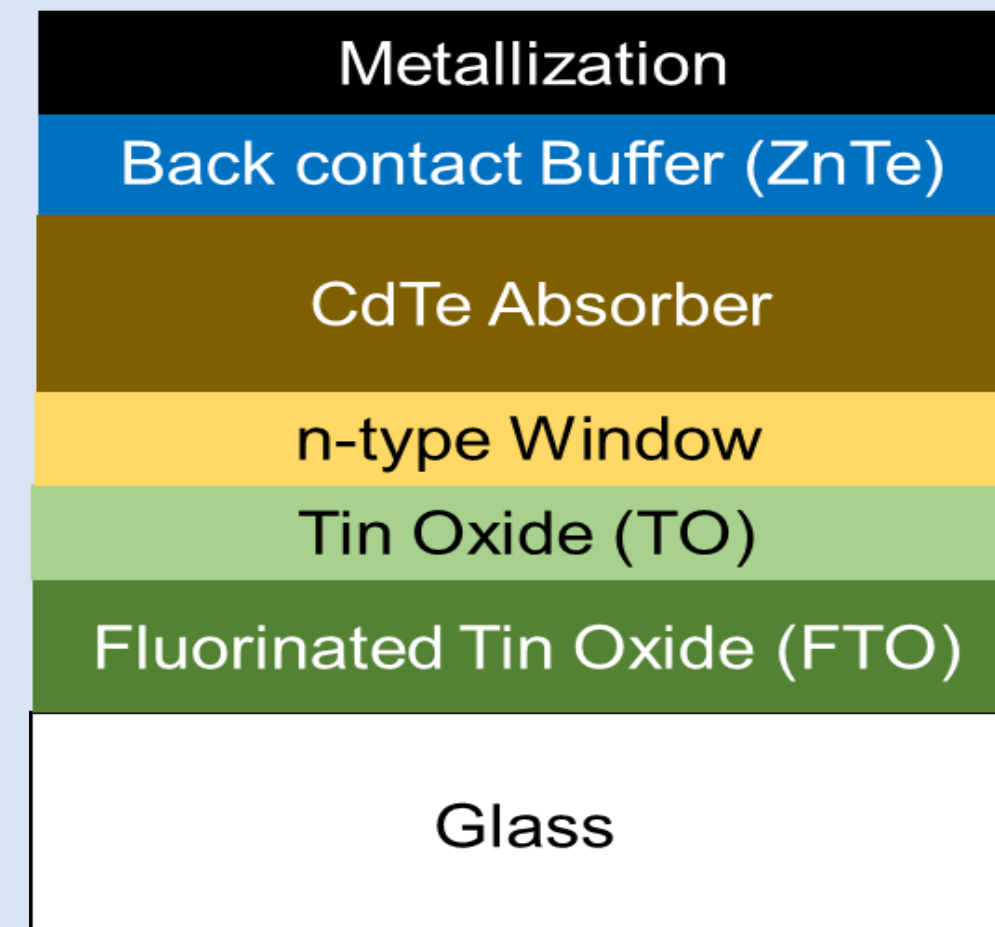 Metallization
Back contact Buffer (ZnTe)
CdTe Absorber
n-type Window
Tin Oxide (TO)
Fluorinated Tin Oxide (FTO)
Glass